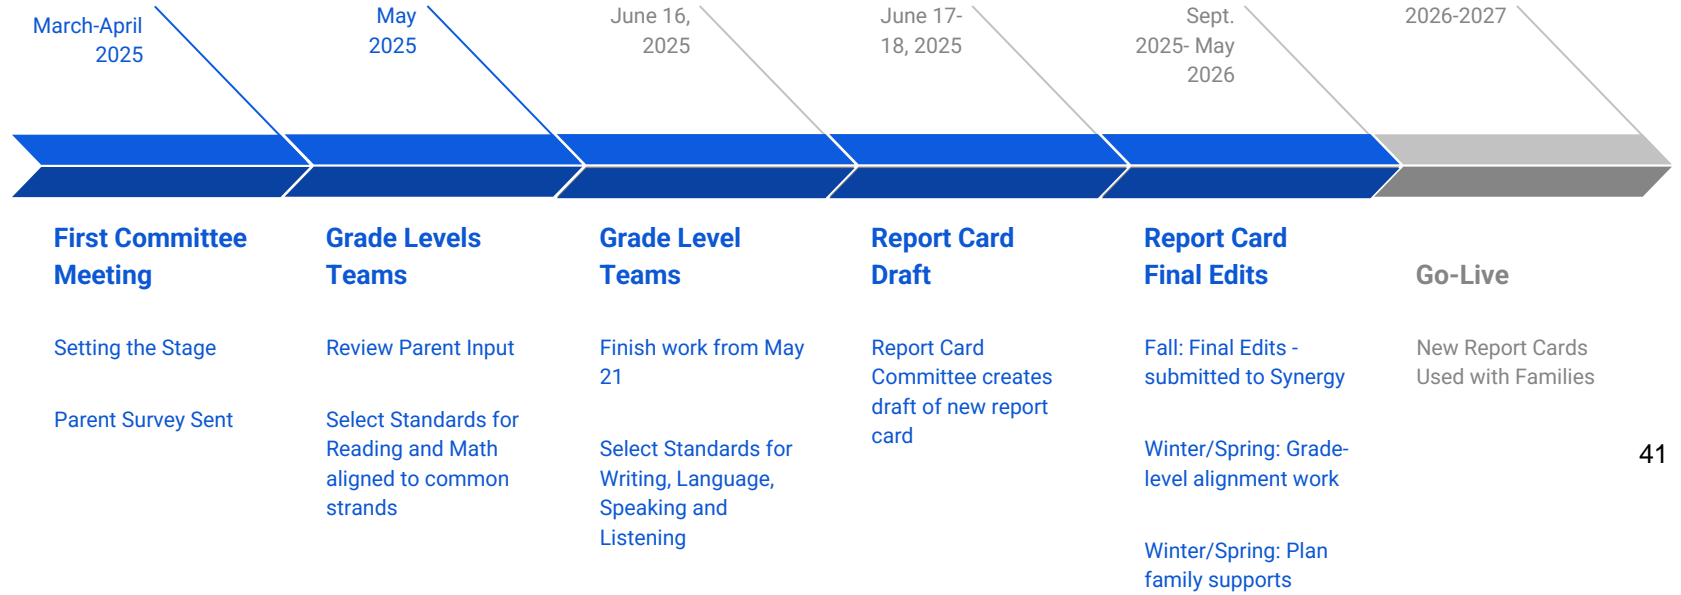 March-April
2025
May
2025
June 16,
2025
June 17-
18, 2025
Sept.
2025- May
2026
2026-2027
First Committee
Meeting
Setting the Stage
Parent Survey Sent
Grade Levels
Teams
Review Parent Input
Select Standards for
Reading and Math
aligned to common
strands
Grade Level
Teams
Finish work from May
21
Select Standards for
Writing, Language,
Speaking and
Listening
Report Card
Draft
Report Card
Committee creates
draft of new report
card
Report Card
Final Edits
Fall: Final Edits -
submitted to Synergy
Winter/Spring: Grade-
level alignment work
Winter/Spring: Plan
family supports
Go-Live
New Report Cards
Used with Families
41